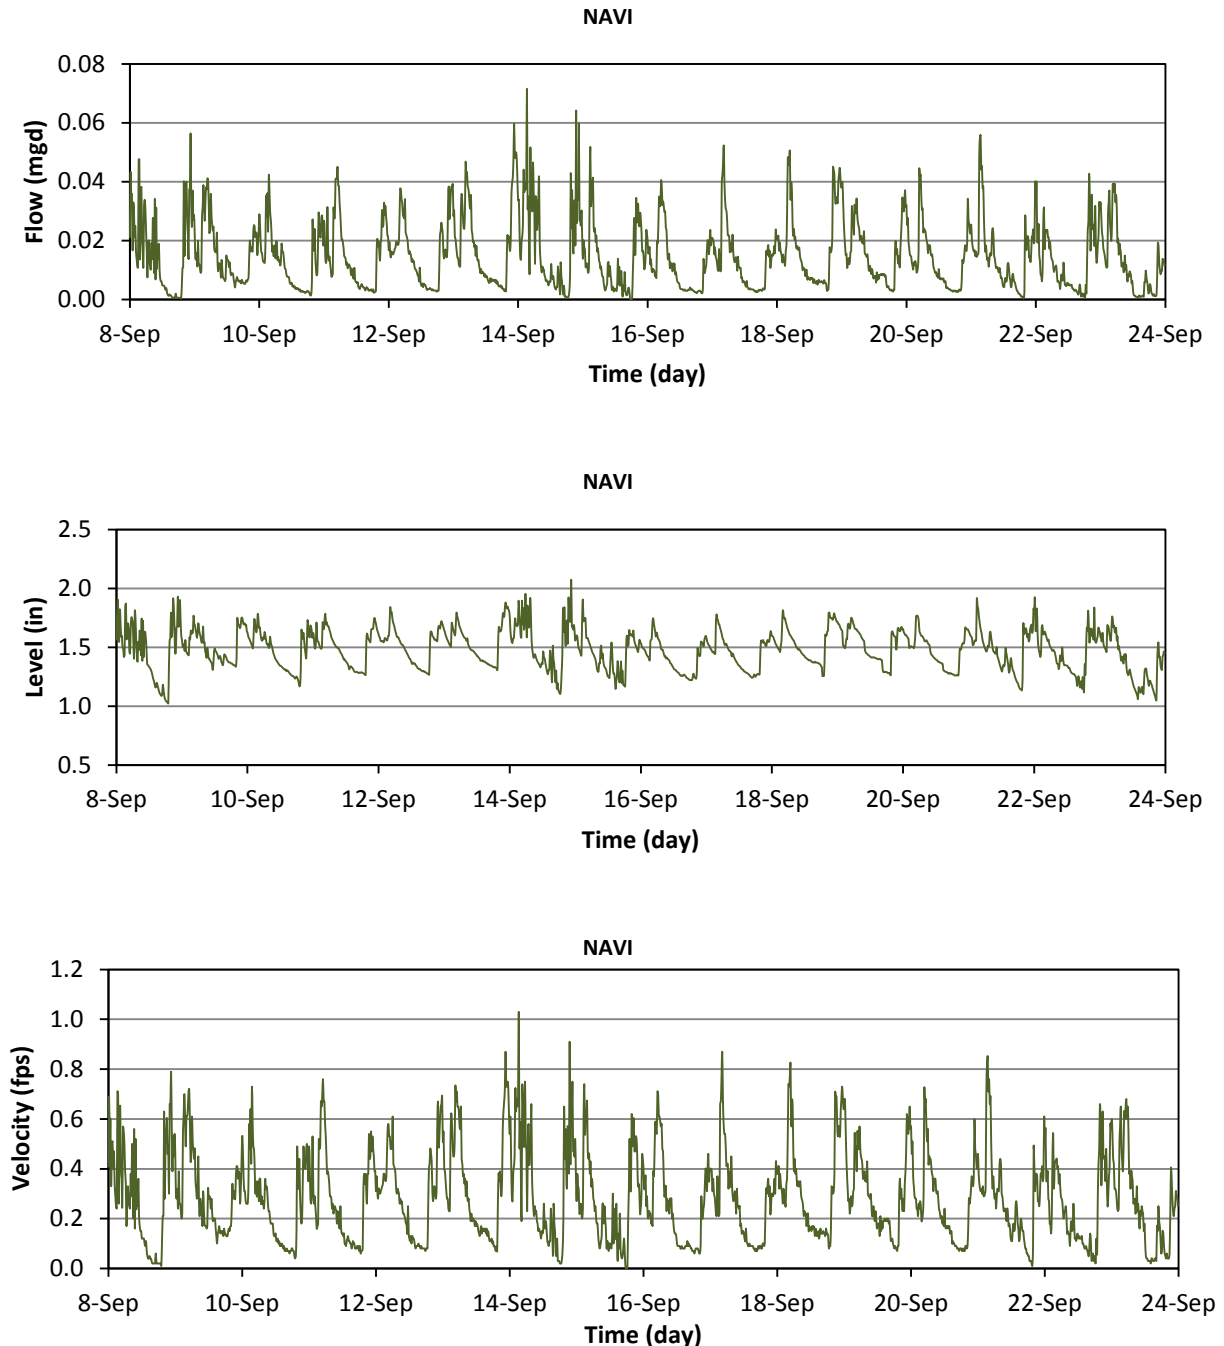 NAVI
0.08
0.06
0.04
0.02
0.00
Flow (mgd)
8-Sep 10-Sep 12-Sep 14-Sep 16-Sep 18-Sep 20-Sep 22-Sep 24-Sep
Time (day)
NAVI
2.5
2.0
1.5
1.0
0.5
Level (in)
8-Sep 10-Sep 12-Sep 14-Sep 16-Sep 18-Sep 20-Sep 22-Sep 24-Sep
Time (day)
NAVI
1.2
1.0
0.8
0.6
0.4
0.2
0.0
Velocity (fps)
8-Sep 10-Sep 12-Sep 14-Sep 16-Sep 18-Sep 20-Sep 22-Sep 24-Sep
Time (day)